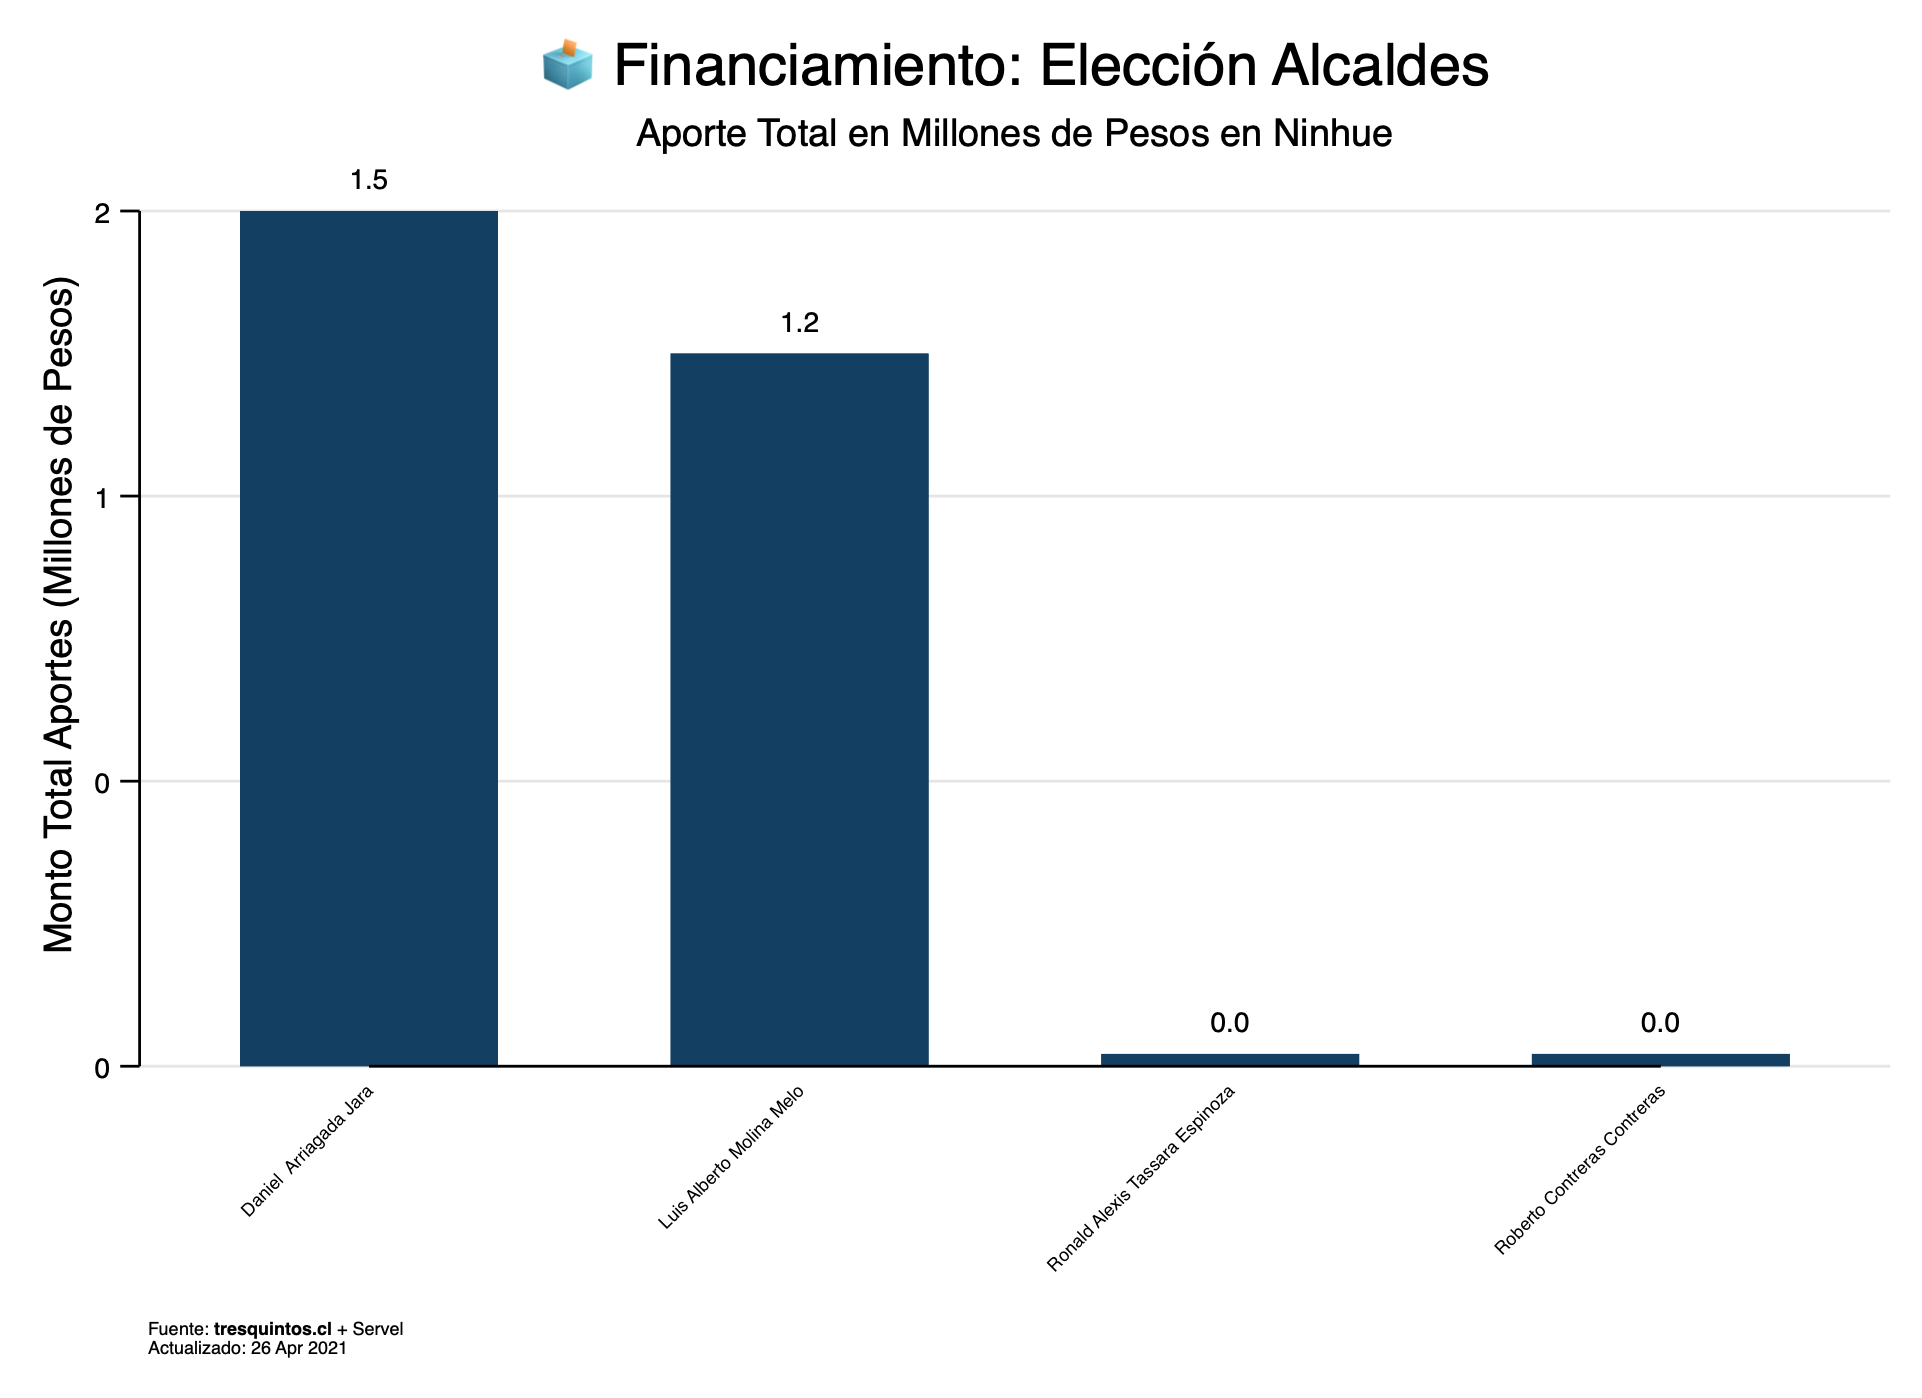 Financiamiento: Elección Alcaldes
Aporte Total en Millones de Pesos en Ninhue
Monto Total Aportes (Millones de Pesos)
2
1
0
0
1.5
1.2
0.0
0.0
Daniel  Arriagada Jara
Luis Alberto Molina Melo
Ronald Alexis Tassara Espinoza
Roberto Contreras Contreras
Fuente: tresquintos.cl + Servel
Actualizado: 26 Apr 2021